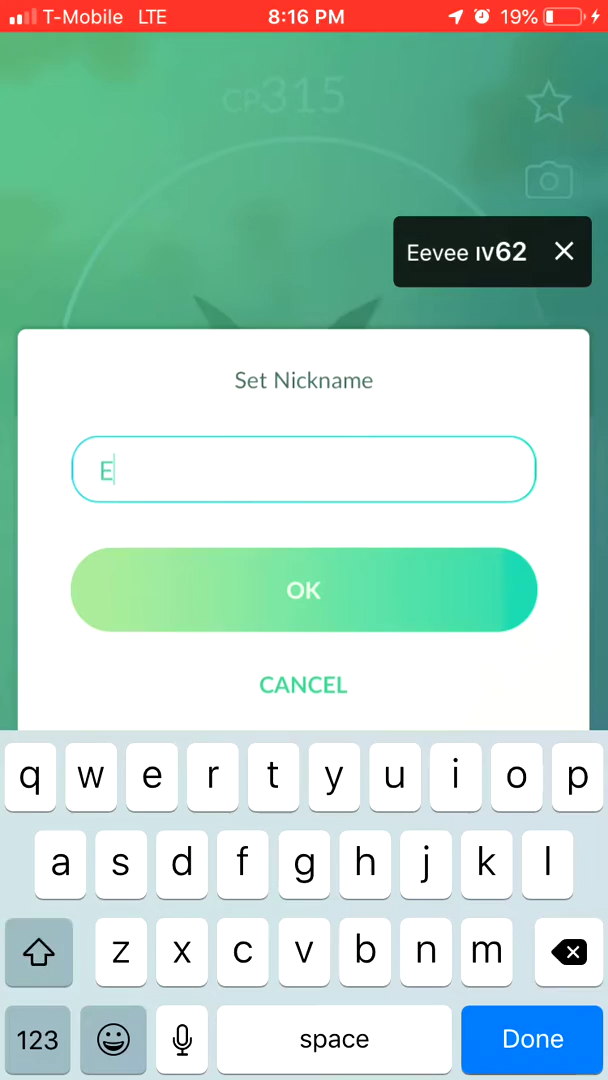 T-Mobile LTE 8:16 PM 19%
CP315
Eevee IV62 ×
Set Nickname
E
OK
CANCEL
q w e r t y u i o p
a s d f g h j k l
z x c v b n m
123 space Done